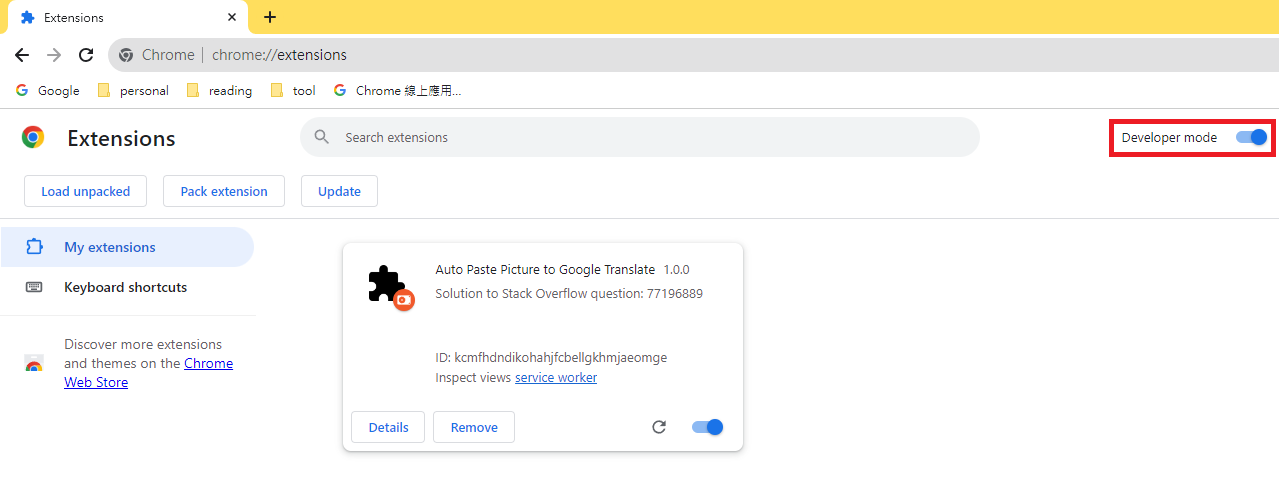 Extensions
Chrome | chrome://extensions
Google personal reading tool Chrome 線上應用...
Extensions Search extensions Developer mode
Load unpacked Pack extension Update
My extensions
Keyboard shortcuts
Discover more extensions
and themes on the Chrome
Web Store
Auto Paste Picture to Google Translate 1.0.0
Solution to Stack Overflow question: 77196889
ID: kcmfhdndikohahjfcbellgkhmjaeomge
Inspect views service worker
Details Remove